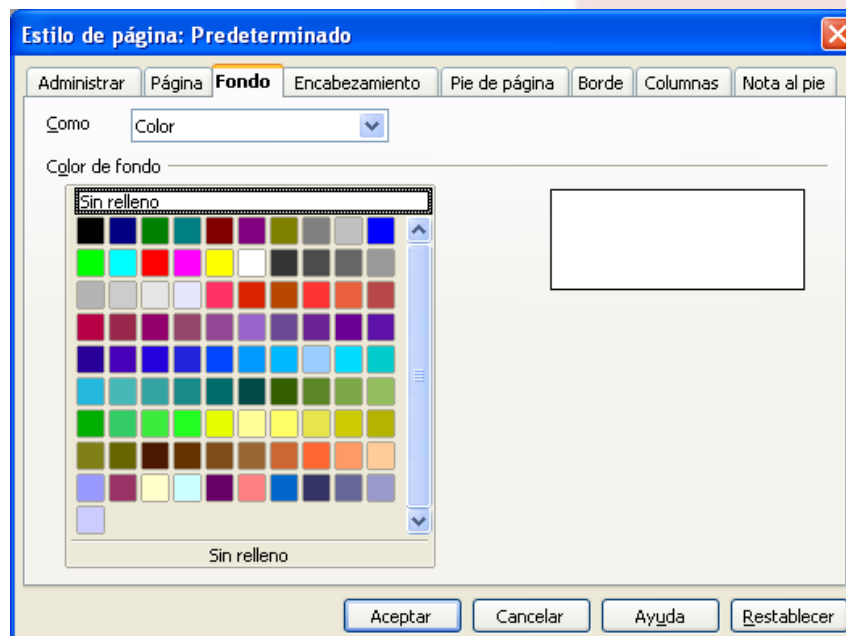 Estilo de página: Predeterminado
Administrar Página Fondo Encabezamiento Pie de página Borde Columnas Nota al pie
Como Color
Color de fondo
Sin relleno
Sin relleno
Aceptar Cancelar Ayuda Restablecer